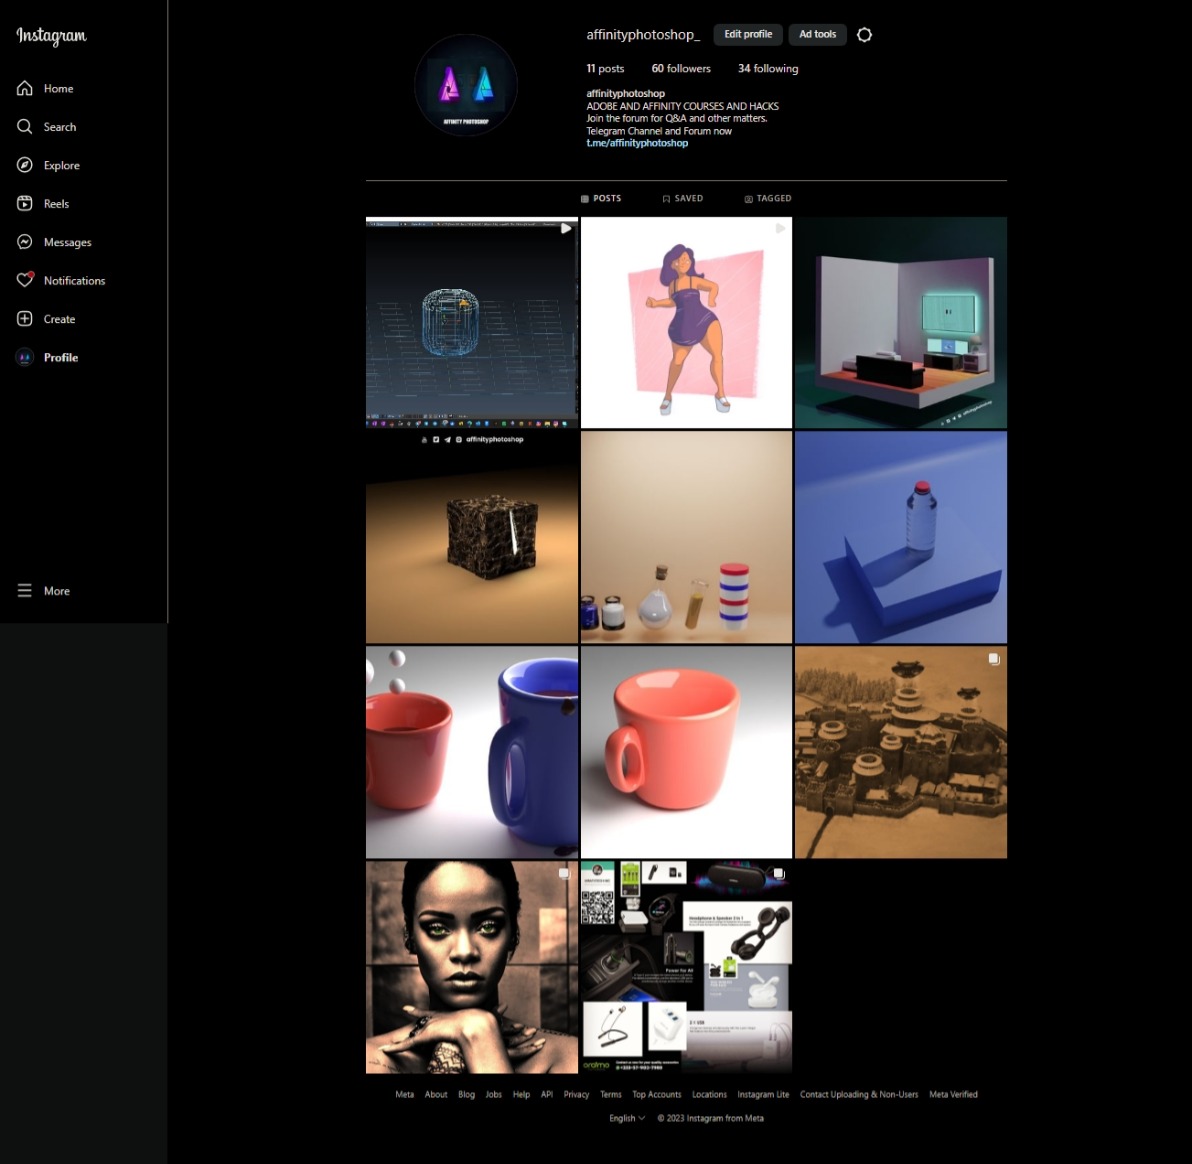 Instagram
Home
Search
Explore
Reels
Messages
Notifications
Create
Profile
More
affinityphotoshop_ Edit profile Ad tools
11 posts 60 followers 34 following
affinityphotoshop
ADOBE AND AFFINITY COURSES AND HACKS
Join the forum for Q&A and other matters.
Telegram Channel and Forum now
t.me/affinityphotoshop
AFFINITY PHOTOSHOP
POSTS SAVED TAGGED
affinityphotoshop
Headphone & Speaker 2 in 1
Power for All
oraimo
Meta About Blog Jobs Help API Privacy Terms Top Accounts Locations Instagram Lite Contact Uploading & Non-Users Meta Verified
English © 2023 Instagram from Meta